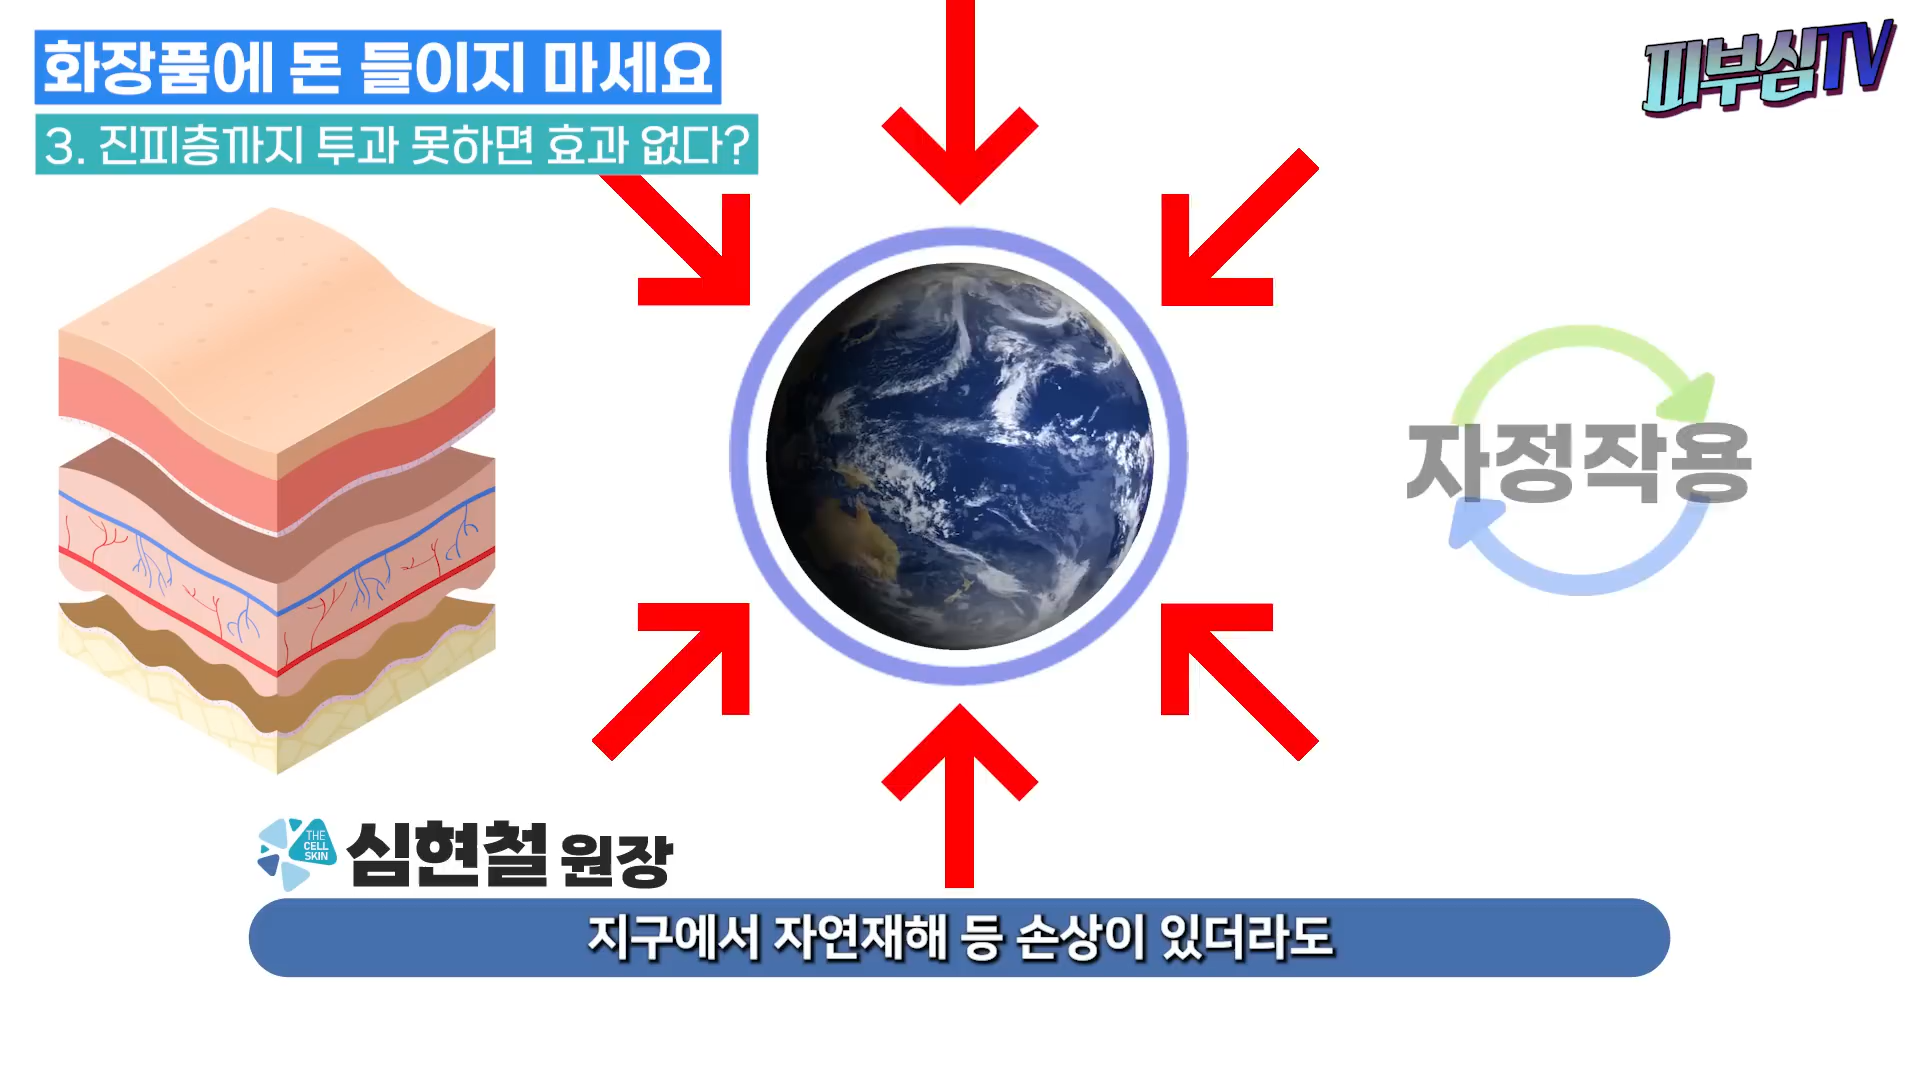 화장품에 돈 들이지 마세요
피부심TV
3. 진피층까지 투과 못하면 효과 없다?
자정작용
THE
CELL
SKIN
심현철 원장
지구에서 자연재해 등 손상이 있더라도